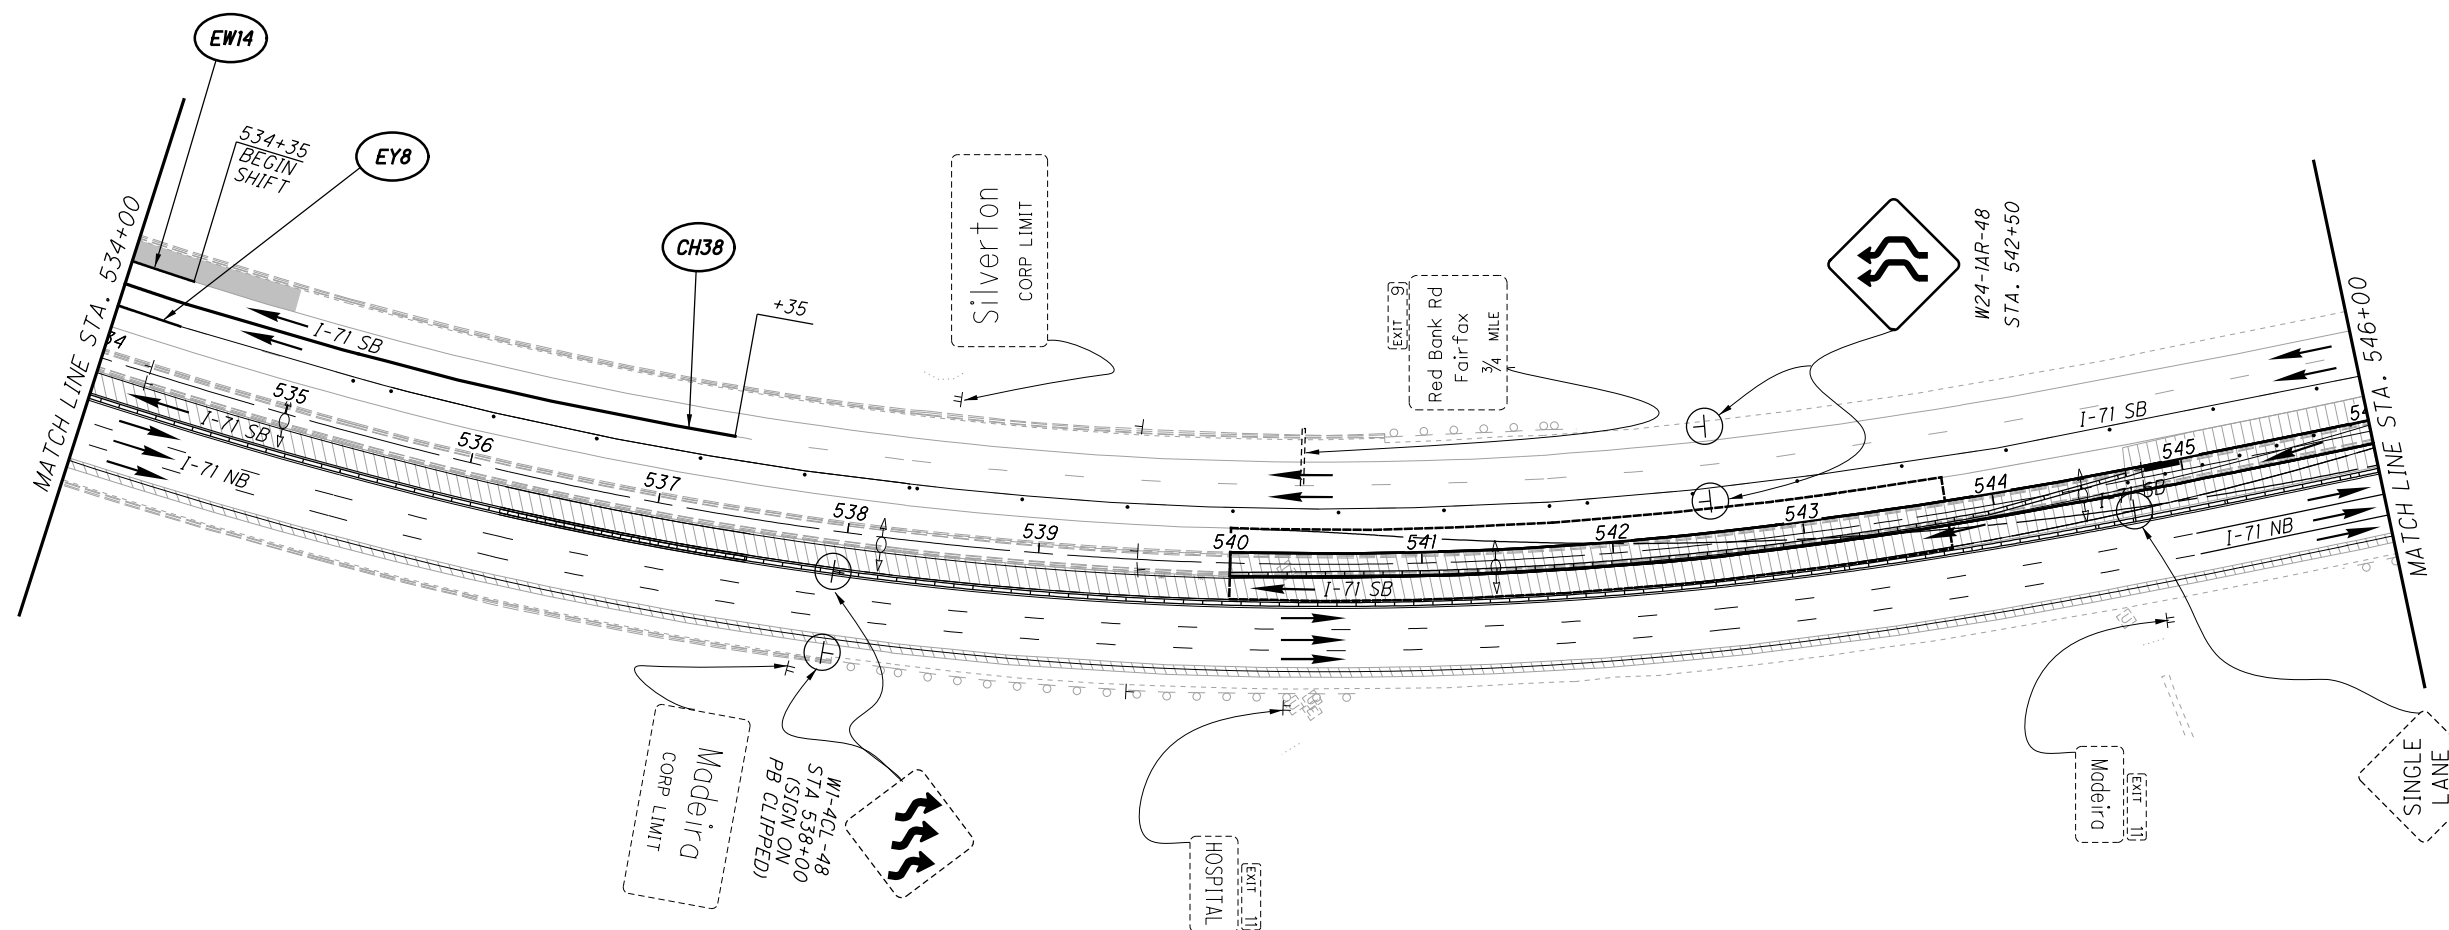 EW14
534+35
BEGIN
SHIFT
EY8
MATCH LINE STA. 534+00
CH38
+35
Silverton
CORP LIMIT
EXIT 9
Red Bank Rd
Fairfax
¾ MILE
W24-1AR-48
STA. 542+50
MATCH LINE STA. 546+00
I-71 SB
I-71 SB
I-71 NB
I-71 SB
I-71 SB
I-71 SB
I-71 NB
34
535
536
537
538
539
540
541
542
543
544
545
54
Madeira
CORP LIMIT
W1-4CL-48
STA 538+00
(SIGN ON
PB CLIPPED)
HOSPITAL
EXIT 11
Madeira
EXIT 11
SINGLE
LANE